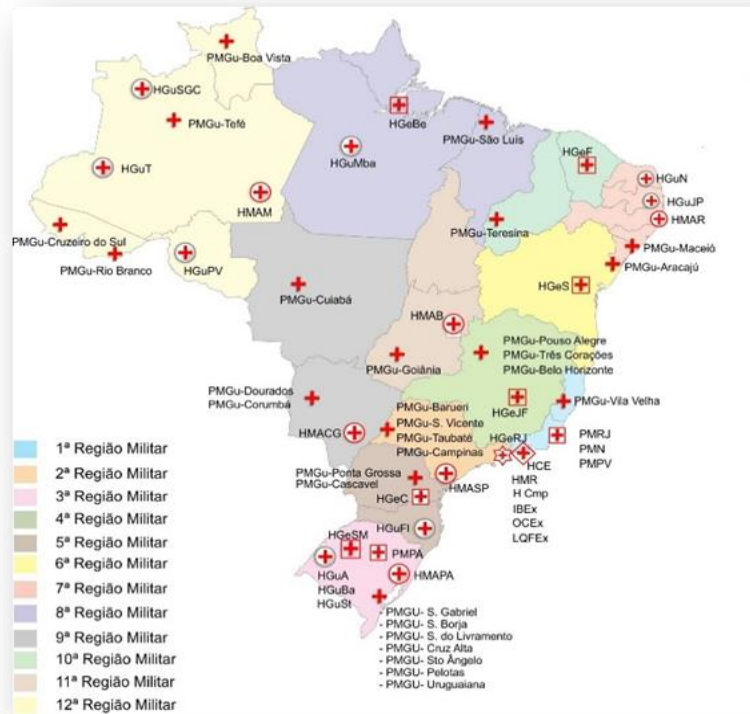 PMGu-Boa Vista
HGuSGC
PMGu-Tefé
HGuT
HMAM
PMGu-Cruzeiro do Sul
PMGu-Rio Branco
HGuPV
HGeBe
HGuMba
PMGu-São Luís
HGeF
HGuN
HGuJP
HMAR
PMGu-Teresina
PMGu-Maceió
PMGu-Aracajú
PMGu-Cuiabá
HGeS
HMAB
PMGu-Goiânia
PMGu-Pouso Alegre
PMGu-Três Corações
PMGu-Belo Horizonte
PMGu-Dourados
PMGu-Corumbá
HMACG
HGeJF
PMGu-Vila Velha
PMGu-Barueri
PMGu-S. Vicente
PMGu-Taubaté
PMGu-Campinas
HGeRJ
HCE
HMR
H Cmp
IBEx
OCEx
LQFEx
PMRJ
PMN
PMPV
PMGu-Ponta Grossa
PMGu-Cascavel
HMASP
HGeC
HGuFl
HGeSM
PMPA
HGuA
HGuBa
HGuSt
HMAPA
- PMGU- S. Gabriel
- PMGU- S. Borja
- PMGU- S. do Livramento
- PMGU- Cruz Alta
- PMGU- Sto Ângelo
- PMGU- Pelotas
- PMGU- Uruguaiana
1ª Região Militar
2ª Região Militar
3ª Região Militar
4ª Região Militar
5ª Região Militar
6ª Região Militar
7ª Região Militar
8ª Região Militar
9ª Região Militar
10ª Região Militar
11ª Região Militar
12ª Região Militar